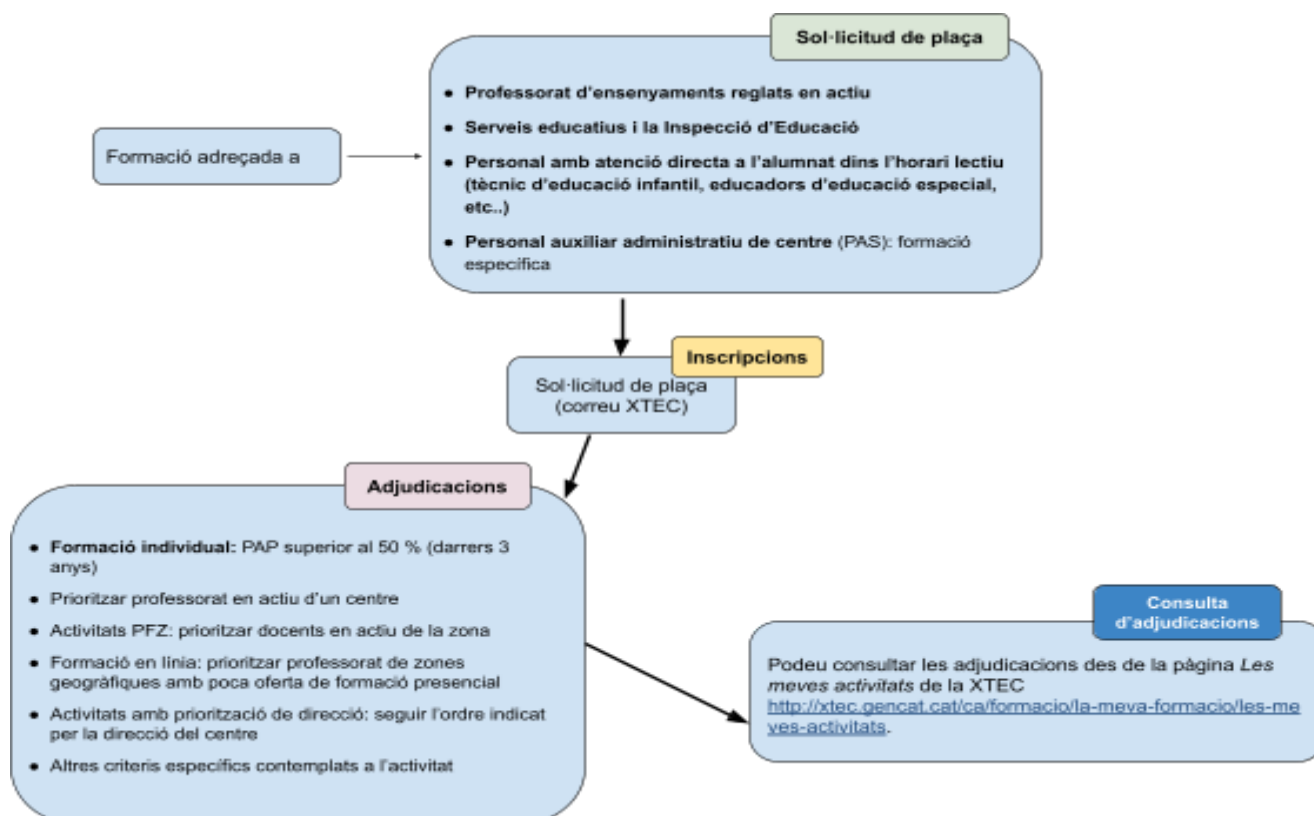 Sol·licitud de plaça
Formació adreçada a
● Professorat d'ensenyaments reglats en actiu
● Serveis educatius i la Inspecció d'Educació
● Personal amb atenció directa a l'alumnat dins l'horari lectiu
(tècnic d'educació infantil, educadors d'educació especial,
etc..)
● Personal auxiliar administratiu de centre (PAS): formació
específica
Inscripcions
Sol·licitud de plaça
(correu XTEC)
Adjudicacions
● Formació individual: PAP superior al 50 % (darrers 3
anys)
● Prioritzar professorat en actiu d'un centre
● Activitats PFZ: prioritzar docents en actiu de la zona
● Formació en línia: prioritzar professorat de zones
geogràfiques amb poca oferta de formació presencial
● Activitats amb priorització de direcció: seguir l'ordre indicat
per la direcció del centre
● Altres criteris específics contemplats a l'activitat
Consulta
d'adjudicacions
Podeu consultar les adjudicacions des de la pàgina Les
meves activitats de la XTEC
http://xtec.gencat.cat/ca/formacio/la-meva-formacio/les-me
ves-activitats.